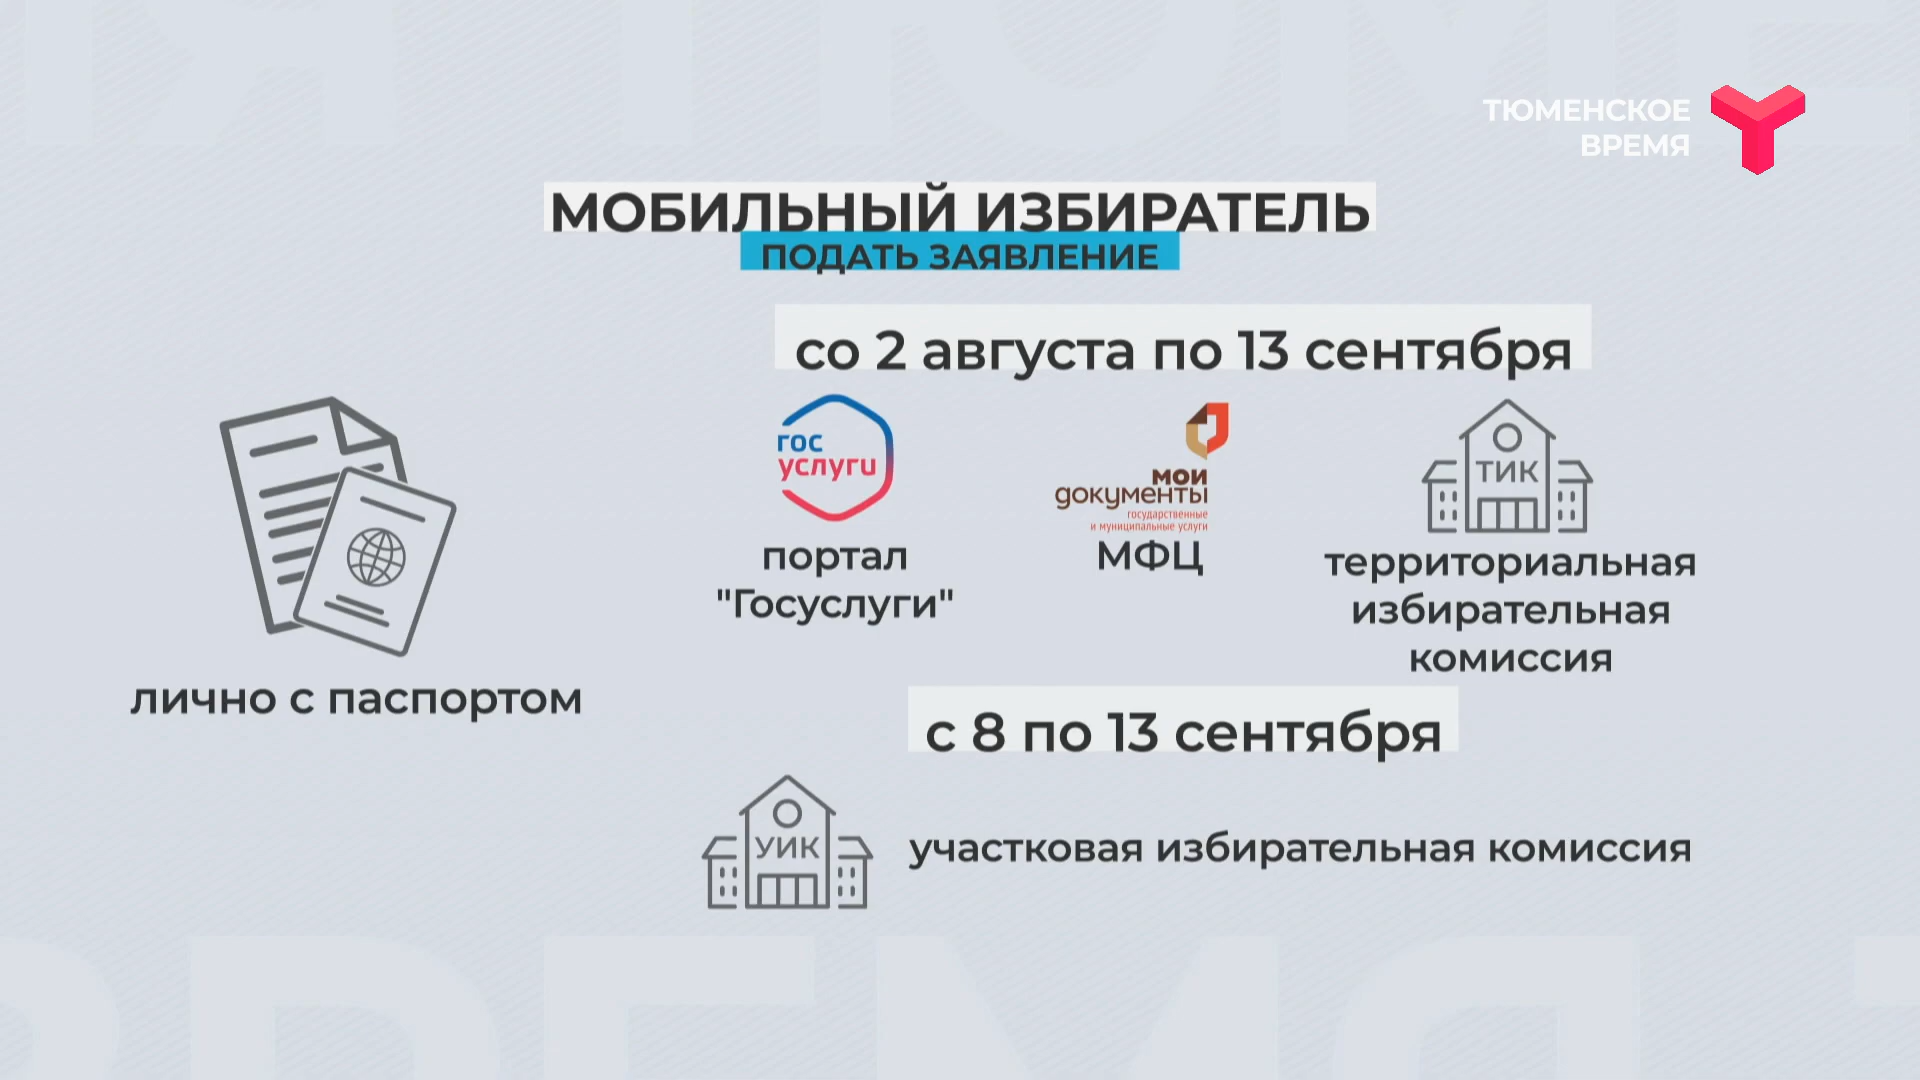 ТЮМЕНСКОЕ
ВРЕМЯ
МОБИЛЬНЫЙ ИЗБИРАТЕЛЬ
ПОДАТЬ ЗАЯВЛЕНИЕ
со 2 августа по 13 сентября
гос
услуги
портал
"Госуслуги"
мои
документы
государственные
и муниципальные услуги
МФЦ
ТИК
территориальная
избирательная
комиссия
лично с паспортом
с 8 по 13 сентября
УИК
участковая избирательная комиссия